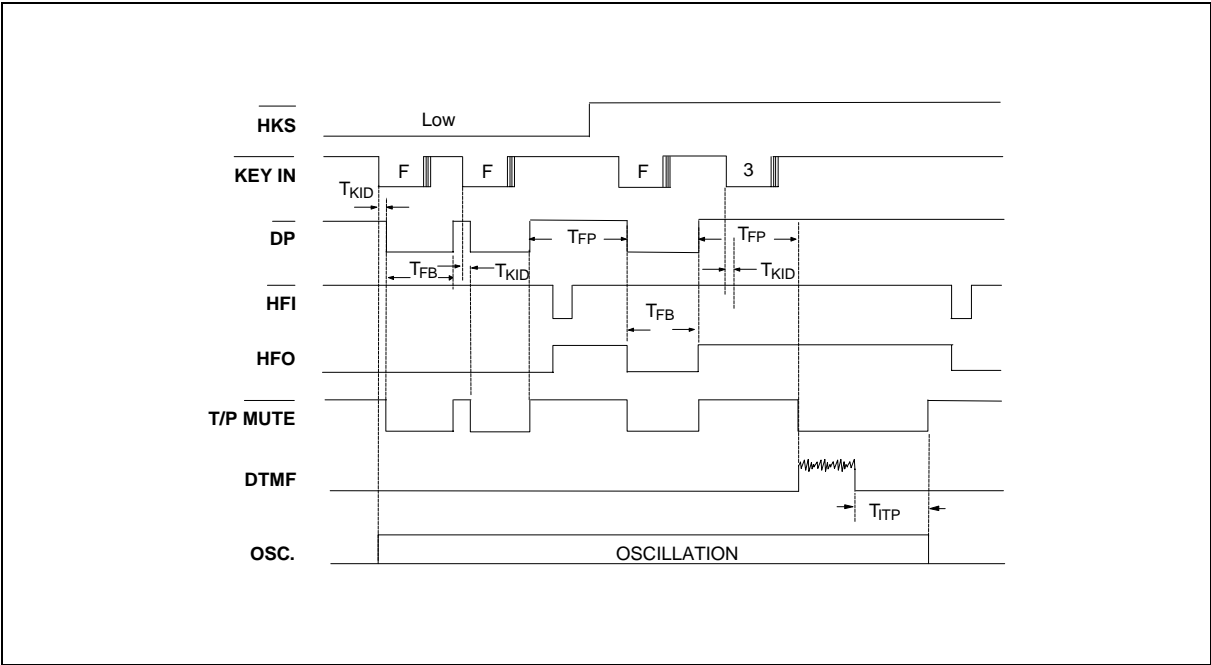 HKS
Low
KEY IN
F
F
F
3
TKID
DP
TFP
TFP
TFB
TKID
TKID
HFI
TFB
HFO
T/P MUTE
DTMF
TITP
OSC.
OSCILLATION